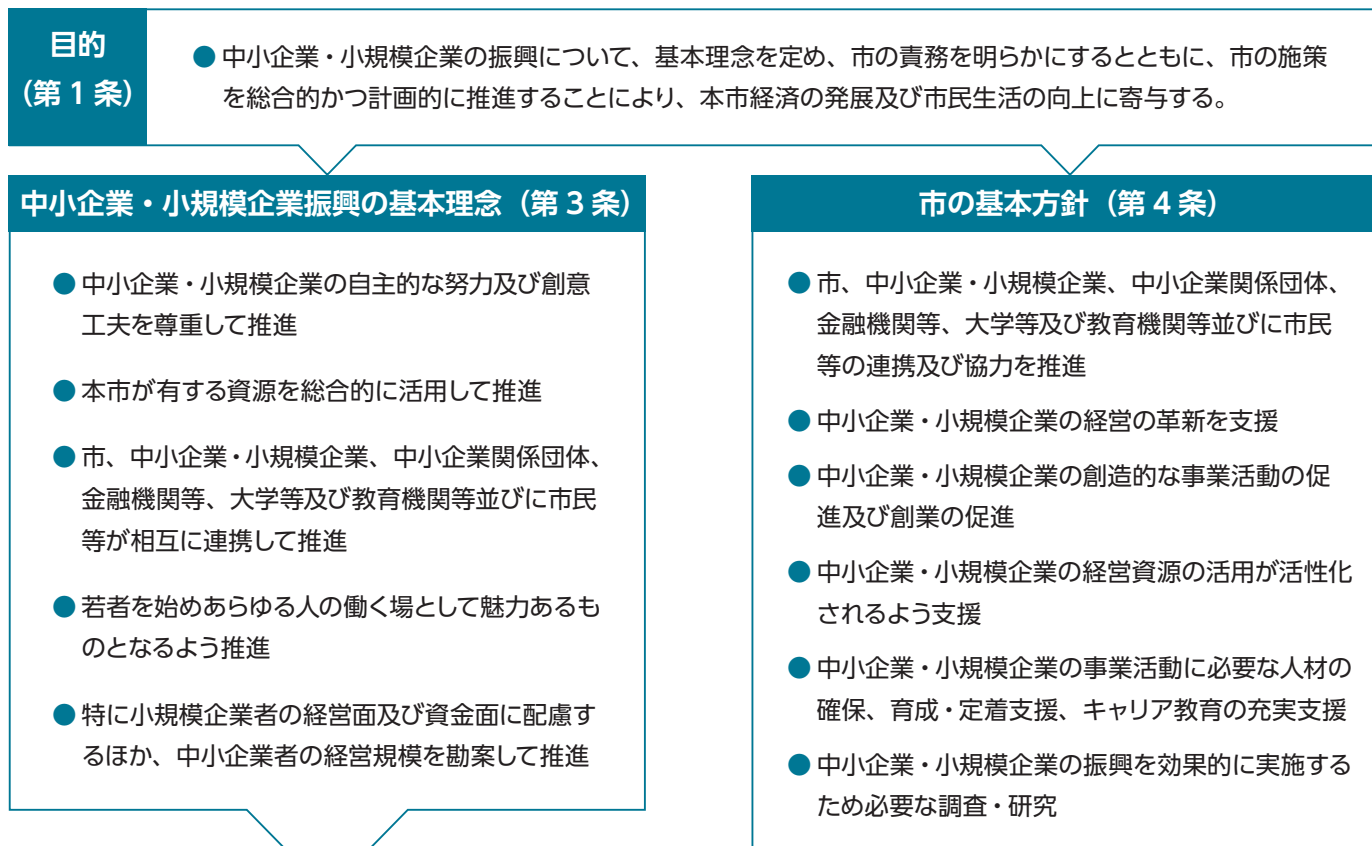 目的
(第 1 条)
● 中小企業・小規模企業の振興について、基本理念を定め、市の責務を明らかにするとともに、市の施策
を総合的かつ計画的に推進することにより、本市経済の発展及び市民生活の向上に寄与する。
中小企業・小規模企業振興の基本理念(第 3 条)
● 中小企業・小規模企業の自主的な努力及び創意
工夫を尊重して推進
● 本市が有する資源を総合的に活用して推進
● 市、中小企業・小規模企業、中小企業関係団体、
金融機関等、大学等及び教育機関等並びに市民
等が相互に連携して推進
● 若者を始めあらゆる人の働く場として魅力あるも
のとなるよう推進
● 特に小規模企業者の経営面及び資金面に配慮す
るほか、中小企業者の経営規模を勘案して推進
市の基本方針(第 4 条)
● 市、中小企業・小規模企業、中小企業関係団体、
金融機関等、大学等及び教育機関等並びに市民
等の連携及び協力を推進
● 中小企業・小規模企業の経営の革新を支援
● 中小企業・小規模企業の創造的な事業活動の促
進及び創業の促進
● 中小企業・小規模企業の経営資源の活用が活性化
されるよう支援
● 中小企業・小規模企業の事業活動に必要な人材の
確保、育成・定着支援、キャリア教育の充実支援
● 中小企業・小規模企業の振興を効果的に実施する
ため必要な調査・研究